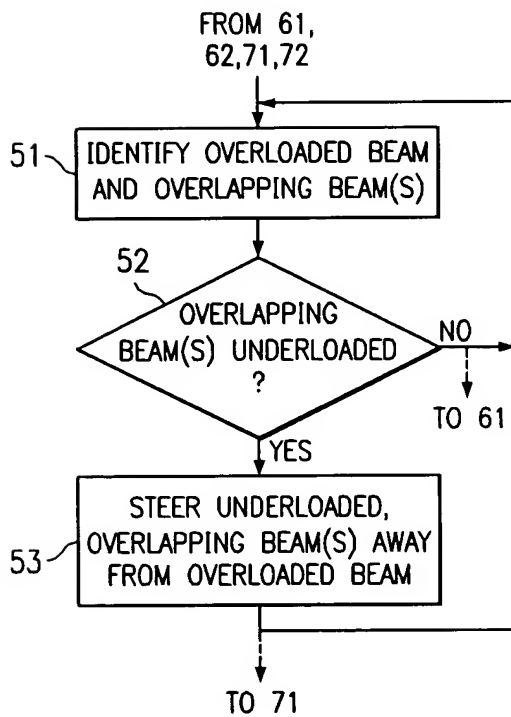 FROM 61,
62,71,72
51
IDENTIFY OVERLOADED BEAM
AND OVERLAPPING BEAM(S)
52
OVERLAPPING
BEAM(S) UNDERLOADED
?
NO
TO 61
YES
53
STEER UNDERLOADED,
OVERLAPPING BEAM(S) AWAY
FROM OVERLOADED BEAM
TO 71